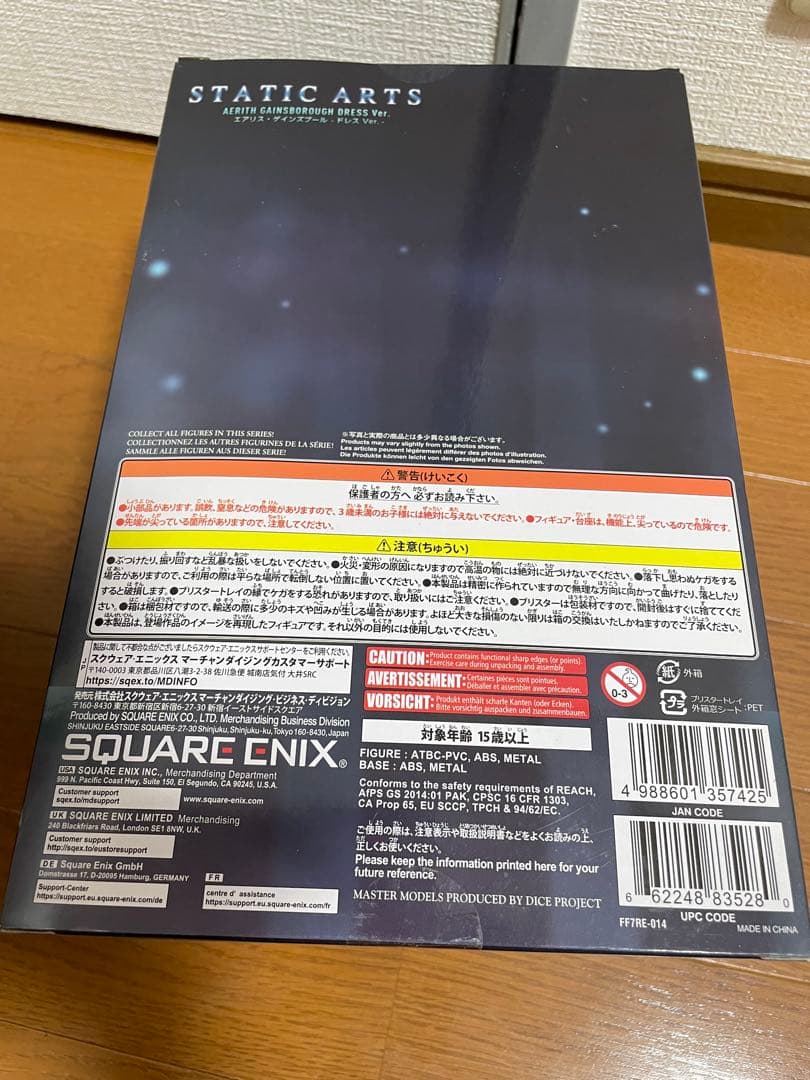 STATIC ARTS
AERITH GAINSBOROUGH DRESS Ver.
エアリス・ゲインズブール - ドレス Ver. -
COLLECT ALL FIGURES IN THIS SERIES!
COLLECTIONNEZ LES AUTRES FIGURINES DE LA SÉRIE!
SAMMLE ALLE FIGUREN AUS DIESER SERIE!
※写真と実際の商品とは多少異なる場合がございます。
Products may vary slightly from the photos shown.
Les articles peuvent légèrement différer des photos d'illustration.
Die Produkte können leicht von den gezeigten Fotos abweichen.
⚠警告(けいこく)
保護者の方へ 必ずお読み下さい。
●小部品があります。誤飲、窒息などの危険がありますので、3歳未満のお子様には絶対に与えないでください。●フィギュア・台座は、機能上、尖っているので危険です。
●先端が尖っている箇所がありますので、注意してください。
⚠注意(ちゅうい)
●ぶつけたり、振り回すなど乱暴な扱いをしないでください。●火災・変形の原因になりますので高温の物には絶対に近づけないでください。●落下し思わぬケガをする
場合がありますので、ご利用の際は平らな場所で転倒しない位置に置いてください。●本製品は精密に作られていますので無理な方向に向かって曲げたり、落としたり
すると破損します。●ブリスタートレイの縁でケガをする恐れがありますので、取り扱いにはご注意ください。●ブリスターは包装材ですので、開封後はすぐに捨ててくだ
さい。●箱は梱包材ですので、輸送の際に多少のキズや凹みが生じる場合があります。よほど大きな損傷のない限りは箱の交換はいたしかねますのでご了承ください。
●本製品は、登場作品のイメージを再現したフィギュアです。それ以外の目的には使用しないでください。
製品に関して不都合な点がございましたらスクウェア・エニックスサポートセンターをご利用ください。
スクウェア・エニックス マーチャンダイジングカスタマーサポート
〒140-0003 東京都品川区八潮3-2-38 佐川急便 城南店気付 大井SRC
https://sqex.to/MDINFO
発売元 株式会社スクウェア・エニックス マーチャンダイジング・ビジネス・ディビジョン
〒160-8430 東京都新宿区新宿6-27-30 新宿イーストサイドスクエア
Produced by SQUARE ENIX CO., LTD. Merchandising Business Division
SHINJUKU EASTSIDE SQUARE6-27-30 Shinjuku, Shinjuku-ku, Tokyo 160-8430, Japan
SQUARE ENIX®
USA SQUARE ENIX INC., Merchandising Department
999 N. Pacific Coast Hwy, Suite 150, El Segundo, CA 90245, U.S.A.
Customer support
sqex.to/mdsupport
www.square-enix.com
UK SQUARE ENIX LIMITED Merchandising
240 Blackfriars Road, London SE1 8NW, U.K.
Customer support
http://sqex.to/eustoresupport
DE Square Enix GmbH
Domstrasse 17, D-20095 Hamburg, GERMANY
Support-Center
https://support.eu.square-enix.com/de
FR
centre d'assistance
https://support.eu.square-enix.com/fr
CAUTION •Product contains functional sharp edges (or points).
•Exercise care during unpacking and assembly.
AVERTISSEMENT •Certaines pièces sont pointues.
•Déballer et assembler avec précaution.
VORSICHT •Produkt enthält scharfe Kanten (oder Ecken).
Bitte vorsichtig auspacken und zusammenbauen.
対象年齢 15歳以上
FIGURE : ATBC-PVC, ABS, METAL
BASE : ABS, METAL
Conforms to the safety requirements of REACH,
AfPS GS 2014:01 PAK, CPSC 16 CFR 1303,
CA Prop 65, EU SCCP, TPCH & 94/62/EC.
ご使用の際は、注意表示や取扱説明書などをよくお読みの上、
正しくお使いください。
Please keep the information printed here for your
future reference.
MASTER MODELS PRODUCED BY DICE PROJECT
0-3
紙 外箱
プラ ブリスタートレイ
外箱窓シート :PET
4 988601 357425
JAN CODE
6 62248 83528 0
UPC CODE
FF7RE-014
MADE IN CHINA